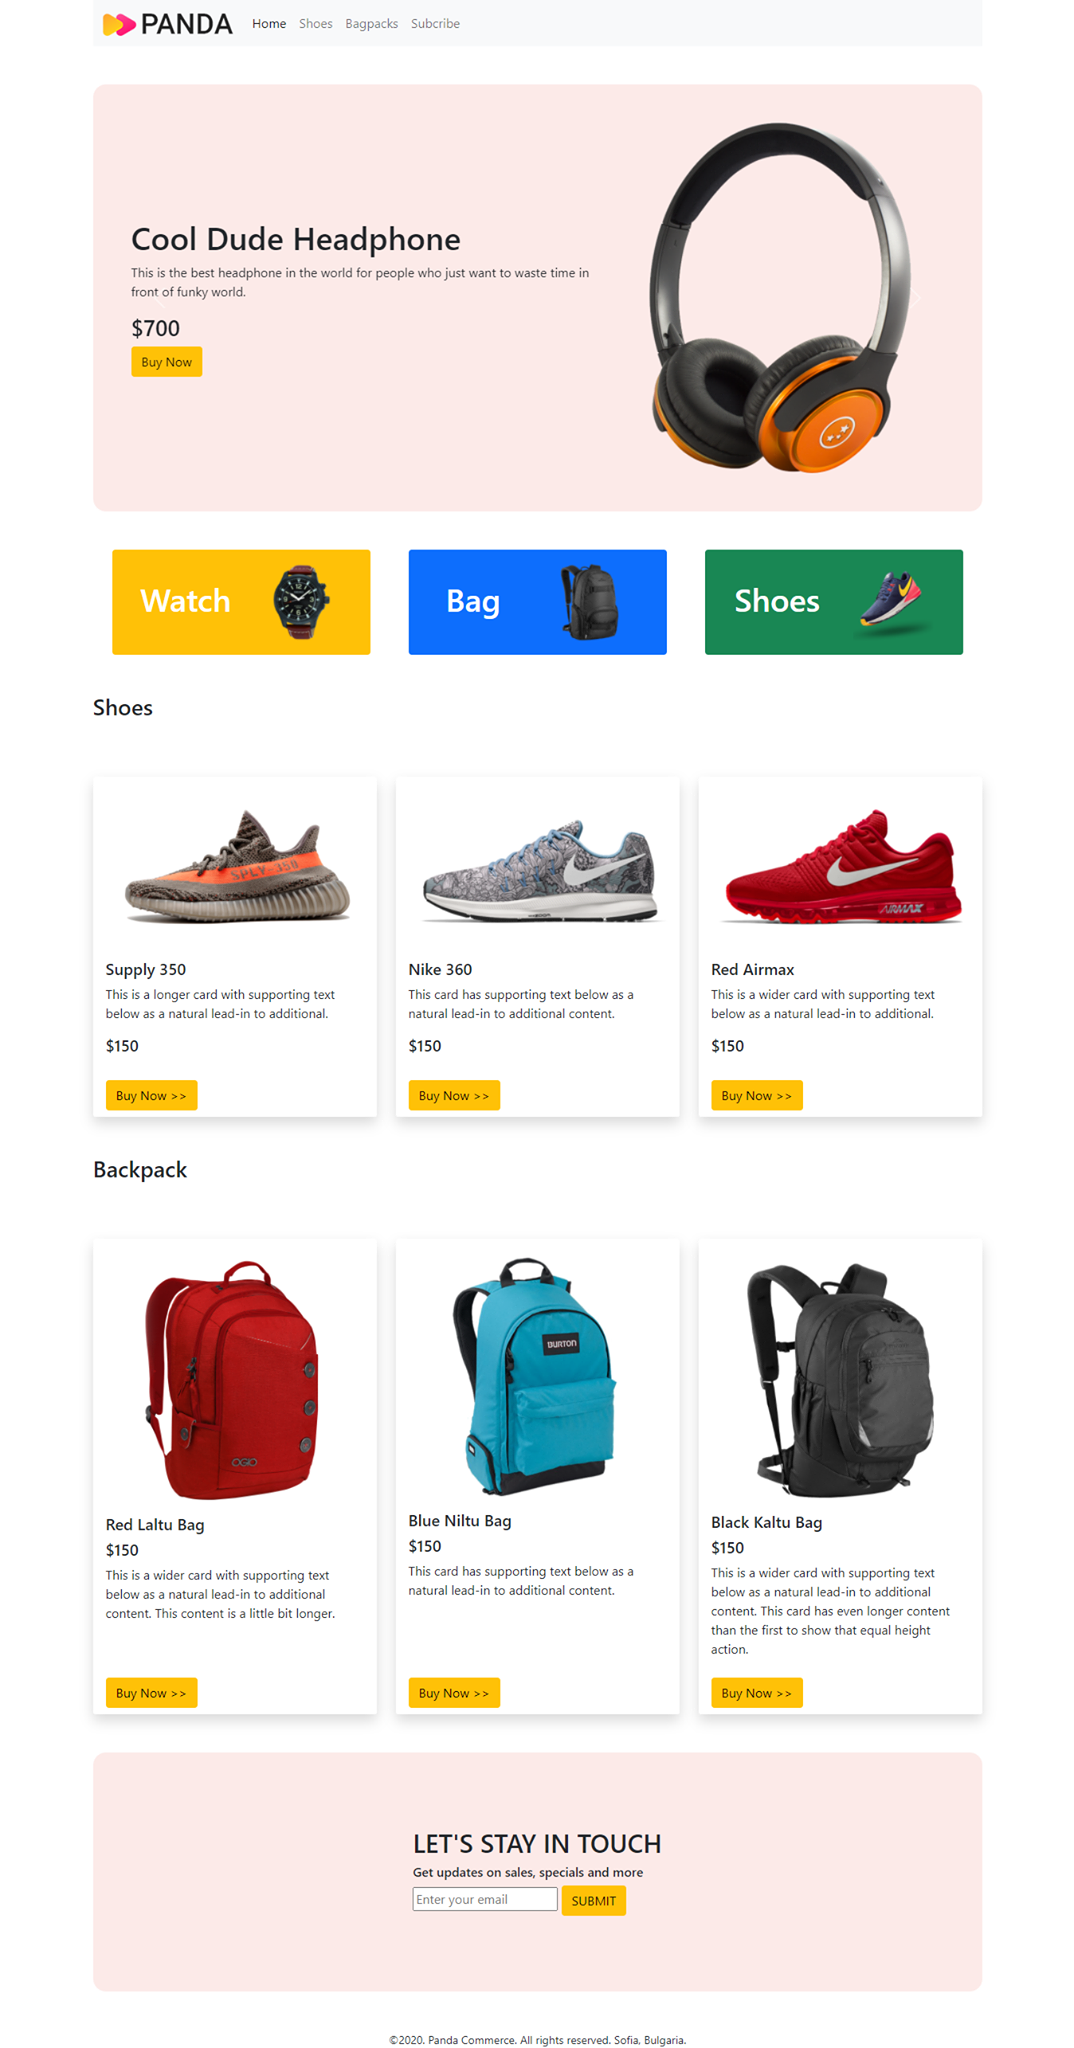 PANDA Home Shoes Bagpacks Subcribe
Cool Dude Headphone
This is the best headphone in the world for people who just want to waste time in
front of funky world.
$700
Buy Now
Watch
Bag
Shoes
Shoes
SPLY-350
AIRMAX
Supply 350
This is a longer card with supporting text
below as a natural lead-in to additional.
$150
Buy Now >>
Nike 360
This card has supporting text below as a
natural lead-in to additional content.
$150
Buy Now >>
Red Airmax
This is a wider card with supporting text
below as a natural lead-in to additional.
$150
Buy Now >>
Backpack
OGIO
Red Laltu Bag
$150
This is a wider card with supporting text
below as a natural lead-in to additional
content. This content is a little bit longer.
Buy Now >>
BURTON
Blue Niltu Bag
$150
This card has supporting text below as a
natural lead-in to additional content.
Buy Now >>
Black Kaltu Bag
$150
This is a wider card with supporting text
below as a natural lead-in to additional
content. This card has even longer content
than the first to show that equal height
action.
Buy Now >>
LET'S STAY IN TOUCH
Get updates on sales, specials and more
Enter your email SUBMIT
©2020. Panda Commerce. All rights reserved. Sofia, Bulgaria.